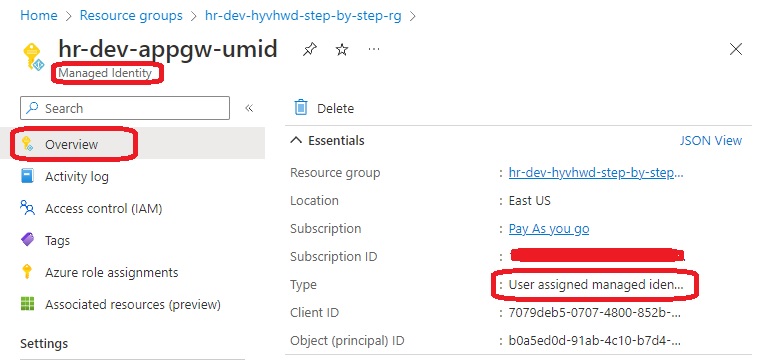 Home > Resource groups > hr-dev-hyvhwd-step-by-step-rg >
hr-dev-appgw-umid
Managed Identity
Search
Delete
Overview
Essentials
JSON View
Activity log
Resource group : hr-dev-hyvhwd-step-by-step...
Access control (IAM)
Location : East US
Tags
Subscription : Pay As you go
Subscription ID :
Azure role assignments
Type : User assigned managed iden...
Associated resources (preview)
Client ID : 7079deb5-0707-4800-852b-...
Settings
Object (principal) ID : b0a5ed0d-91ab-4c10-b7d4-...